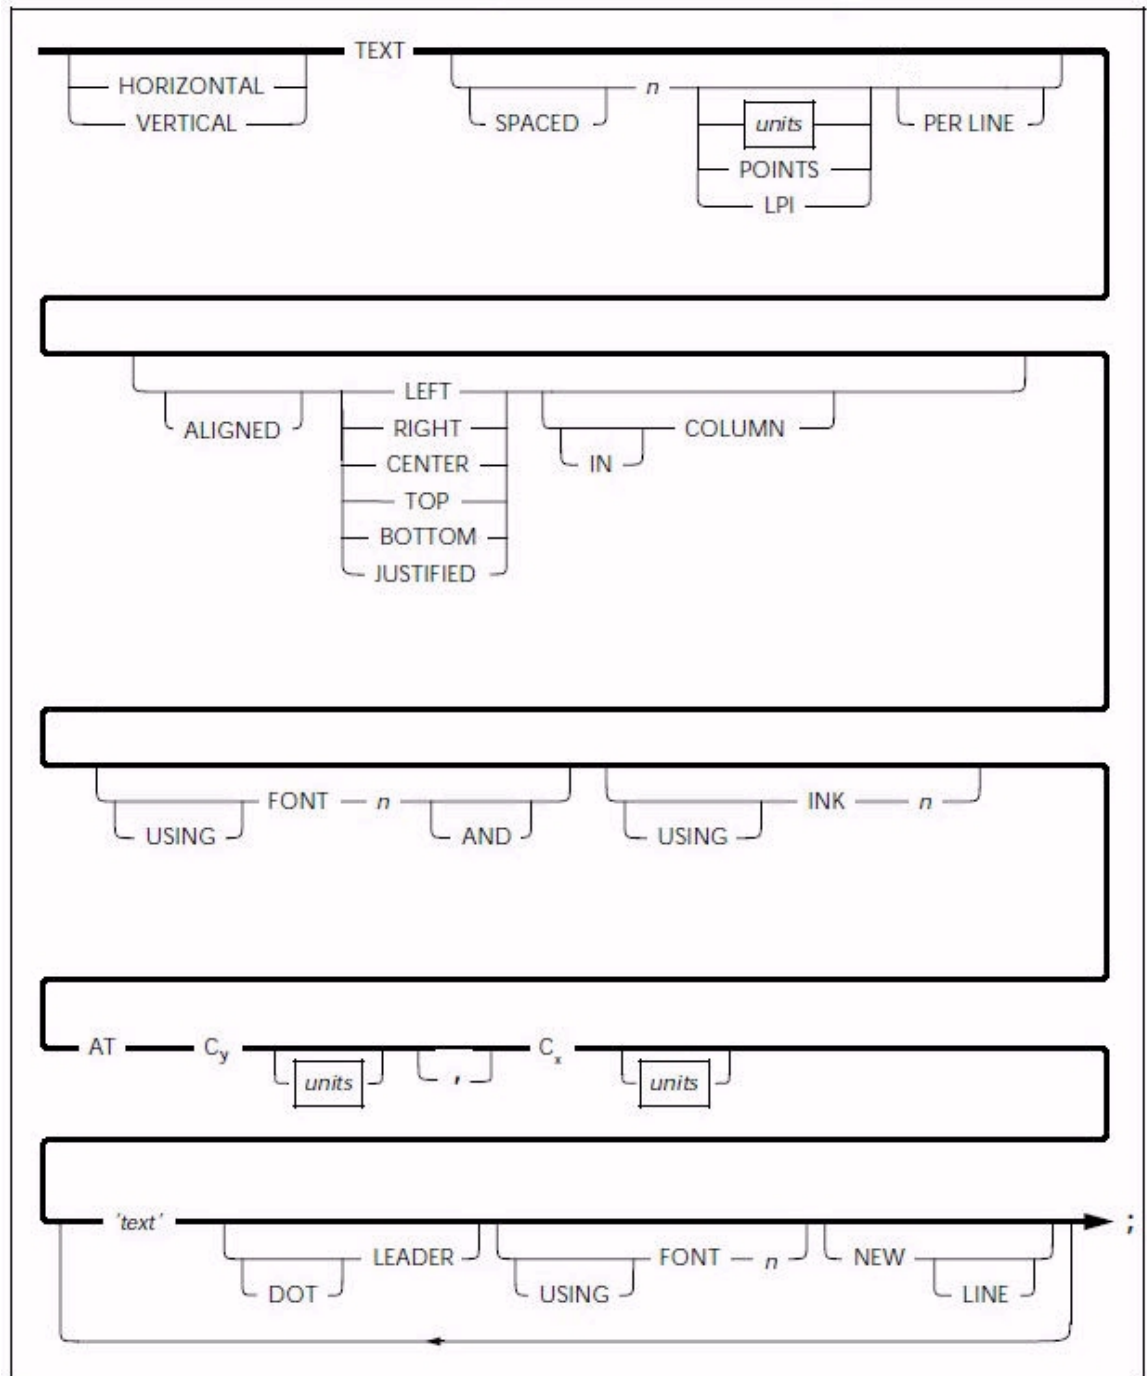 TEXT
HORIZONTAL n
VERTICAL SPACED units PER LINE
POINTS
LPI
LEFT
ALIGNED RIGHT COLUMN
CENTER IN
TOP
BOTTOM
JUSTIFIED
FONT n INK n
USING AND USING
AT Cy , Cx
units units
'text' ;
LEADER FONT n NEW
DOT USING LINE